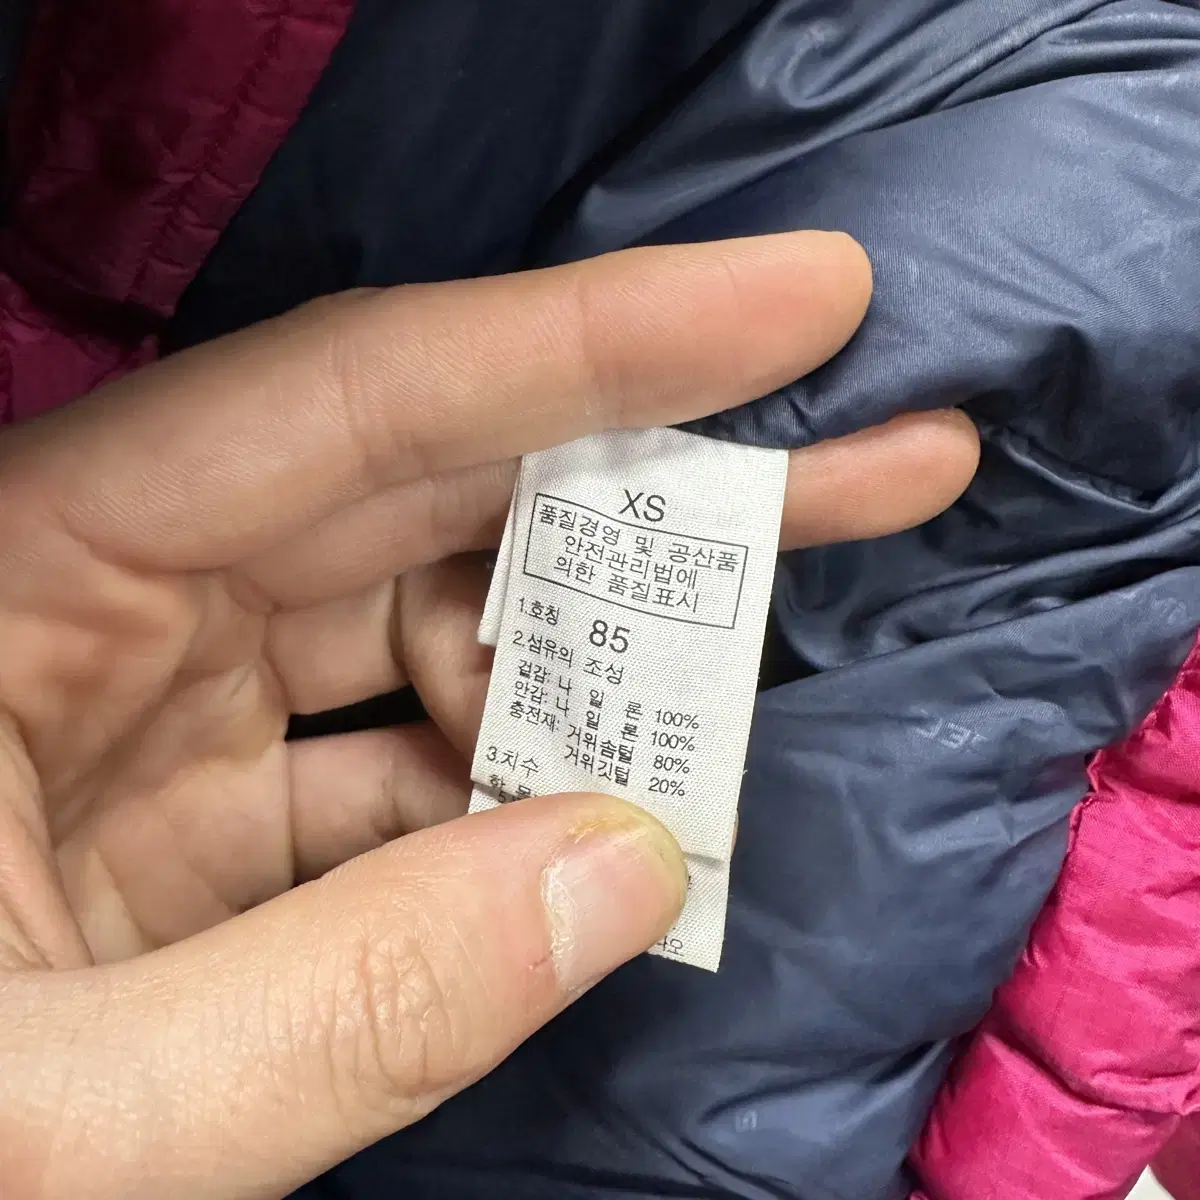 XS
품질경영 및 공산품
안전관리법에
의한 품질표시
1.호칭 85
2.섬유의 조성
겉감: 나 일 론 100%
안감: 나 일 론 100%
충전재: 거위솜털 80%
거위깃털 20%
3.치수